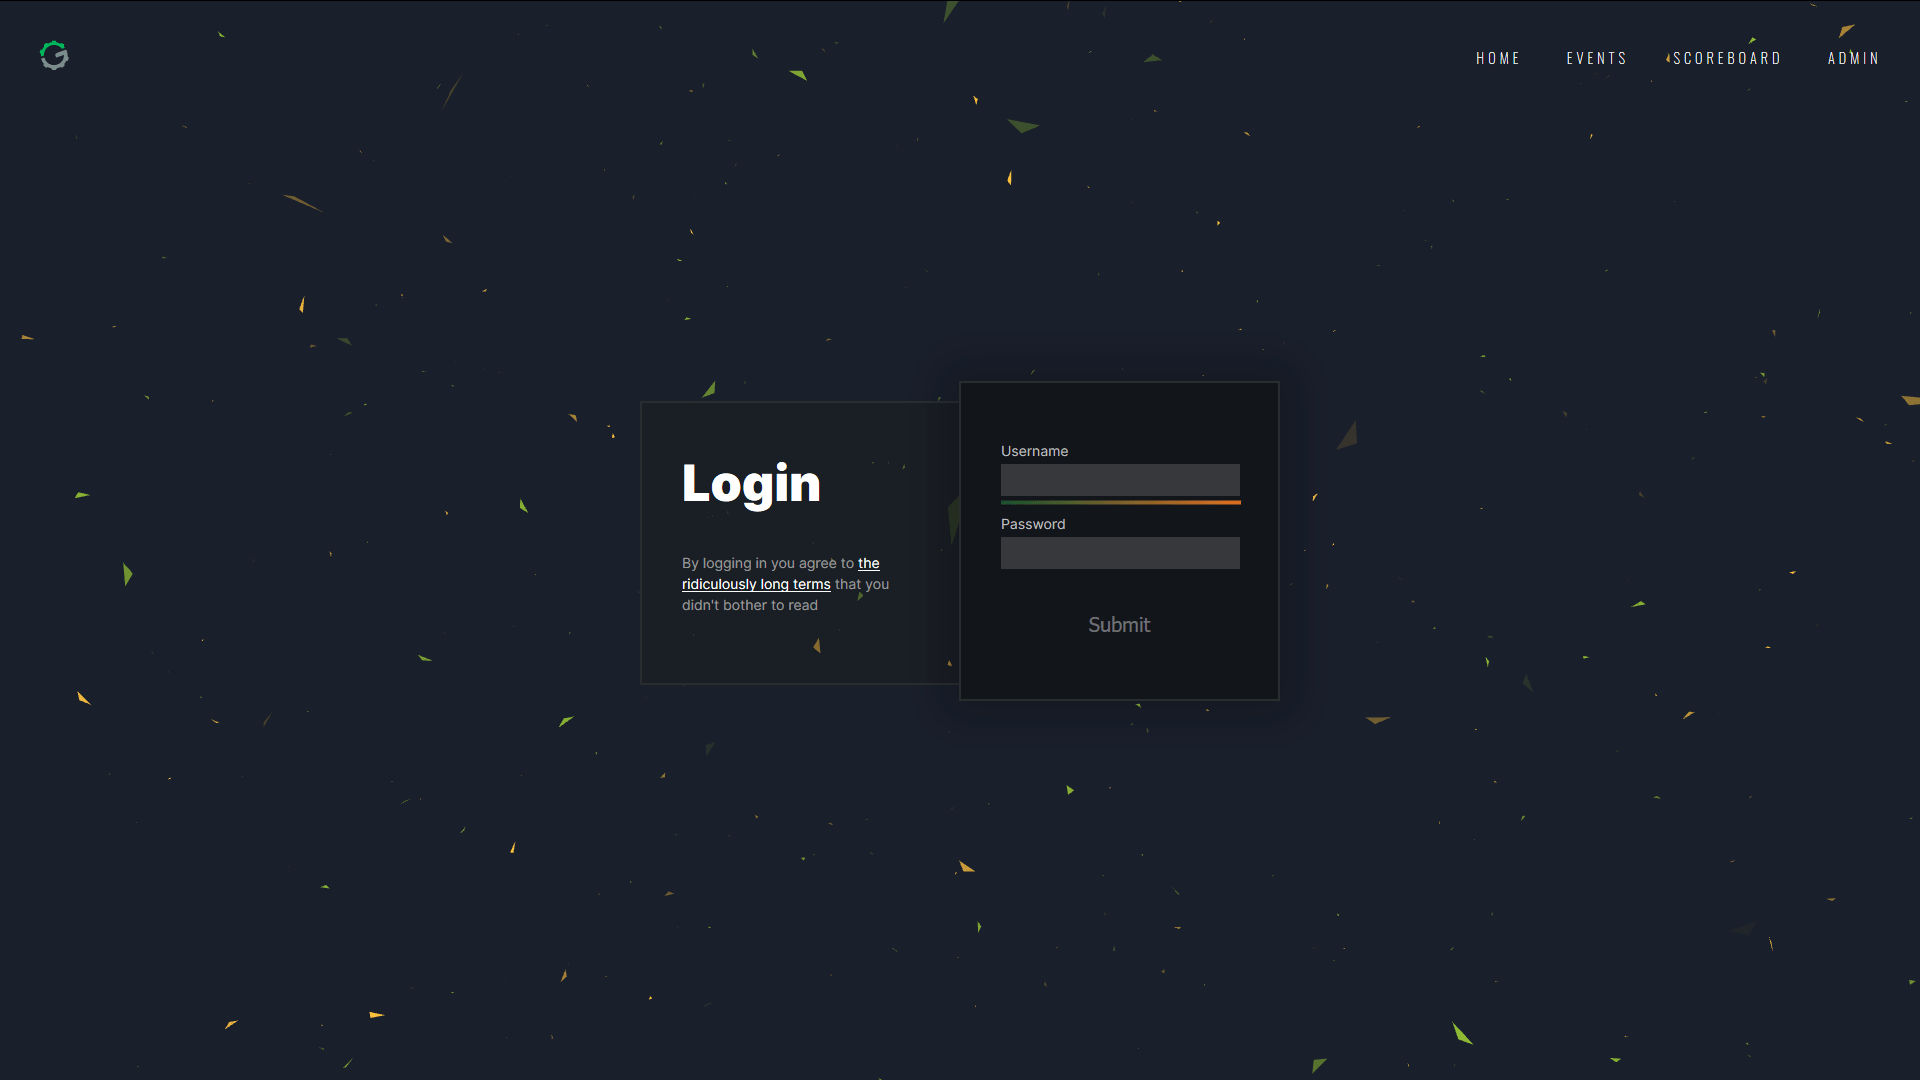 HOME EVENTS SCOREBOARD ADMIN
Login
By logging in you agree to the
ridiculously long terms that you
didn't bother to read
Username
Password
Submit